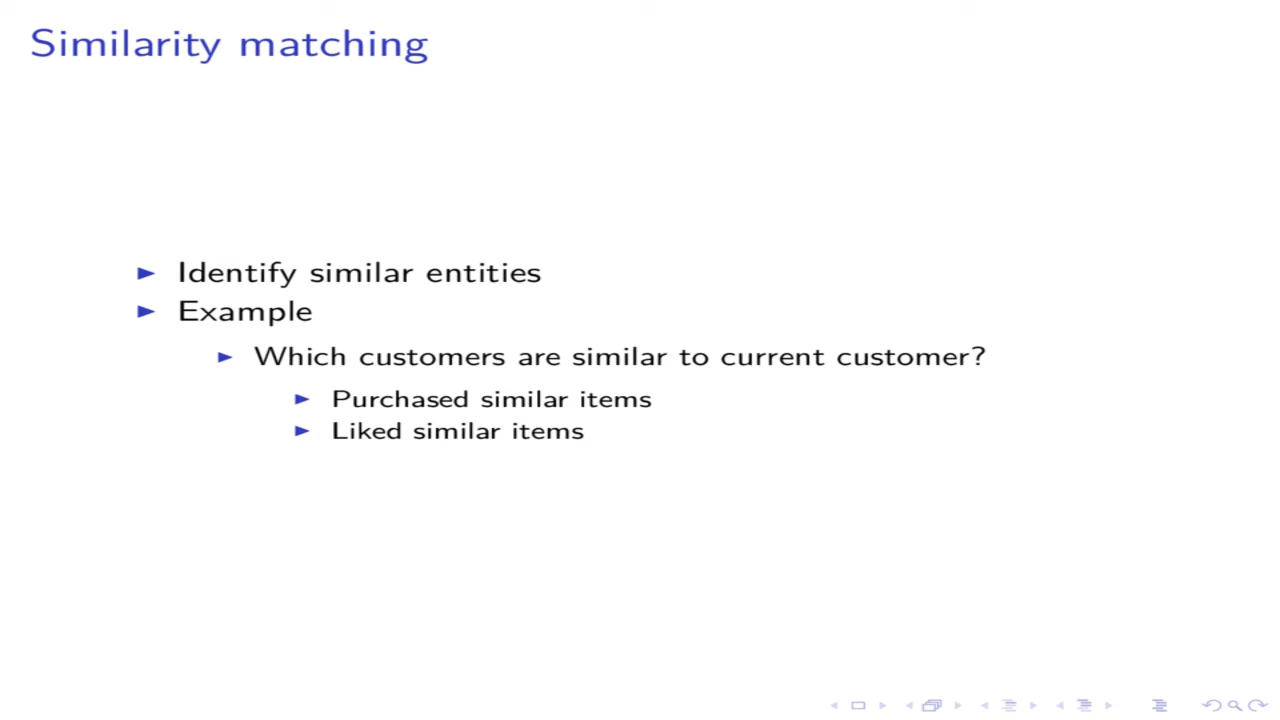 Similarity matching
Identify similar entities
Example
Which customers are similar to current customer?
Purchased similar items
Liked similar items